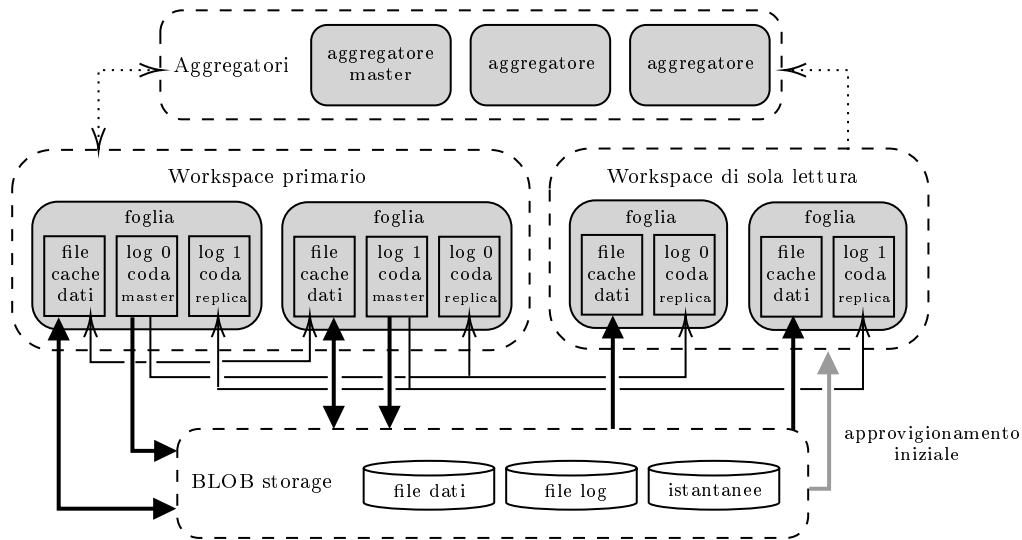 Aggregatori
aggregatore
master
aggregatore
aggregatore
Workspace primario
foglia
file
cache
dati
log 0
coda
master
log 1
coda
replica
foglia
file
cache
dati
log 1
coda
master
log 0
coda
replica
Workspace di sola lettura
foglia
file
cache
dati
log 0
coda
replica
foglia
file
cache
dati
log 1
coda
replica
approvigionamento
iniziale
BLOB storage
file dati
file log
istantanee